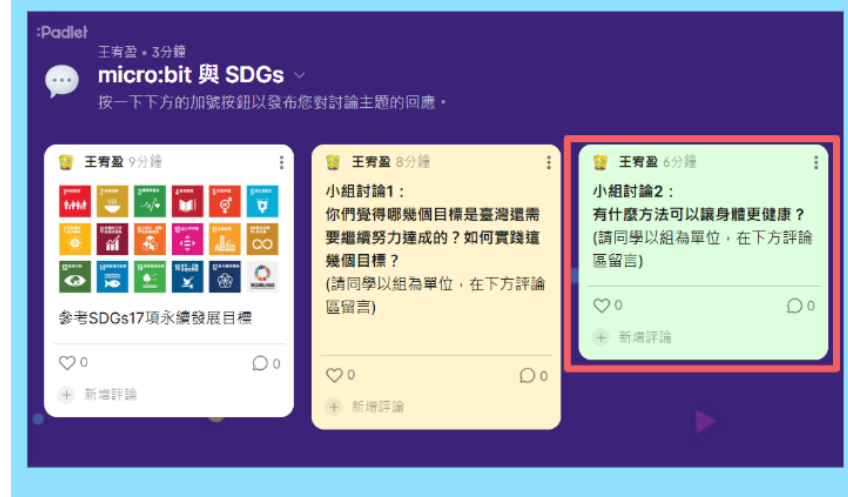 :Padlet
王宥盈 • 3分鐘
micro:bit 與 SDGs
按一下下方的加號按鈕以發布您對討論主題的回應。
王宥盈 9分鐘
參考SDGs17項永續發展目標
0
0
新增評論
王宥盈 8分鐘
小組討論1：
你們覺得哪幾個目標是臺灣還需
要繼續努力達成的？如何實踐這
幾個目標？
(請同學以組為單位，在下方評論
區留言)
0
0
新增評論
王宥盈 6分鐘
小組討論2：
有什麼方法可以讓身體更健康？
(請同學以組為單位，在下方評論
區留言)
0
0
新增評論